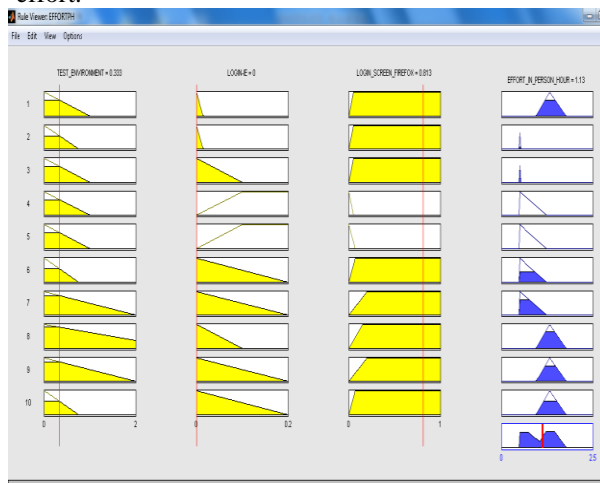 effort.
Rule Viewer: EFFORTPH
File Edit View Options
TEST_ENVIRONMENT = 0.333 LOGIN-IE = 0 LOGIN_SCREEN_FIREFOX = 0.813 EFFORT_IN_PERSON_HOUR = 1.13
1
2
3
4
5
6
7
8
9
10
0 2 0 0.2 0 1
0 2.5